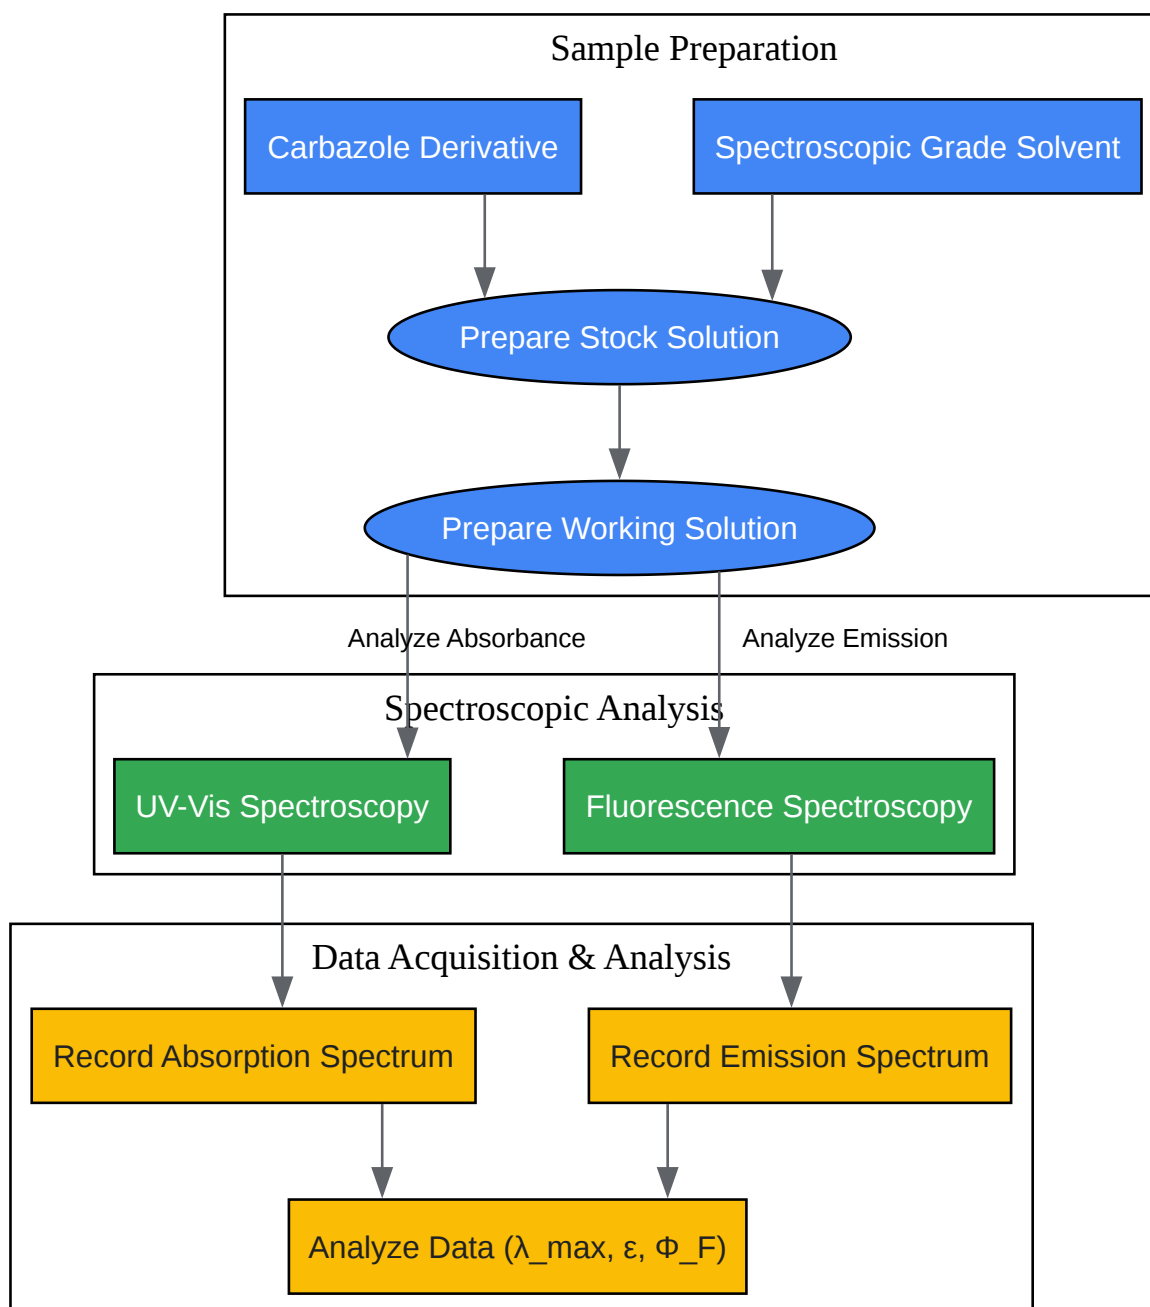 Sample Preparation
Carbazole Derivative
Spectroscopic Grade Solvent
Prepare Stock Solution
Prepare Working Solution
Analyze Absorbance
Analyze Emission
Spectroscopic Analysis
UV-Vis Spectroscopy
Fluorescence Spectroscopy
Data Acquisition & Analysis
Record Absorption Spectrum
Record Emission Spectrum
Analyze Data (λ_max, ε, Φ_F)